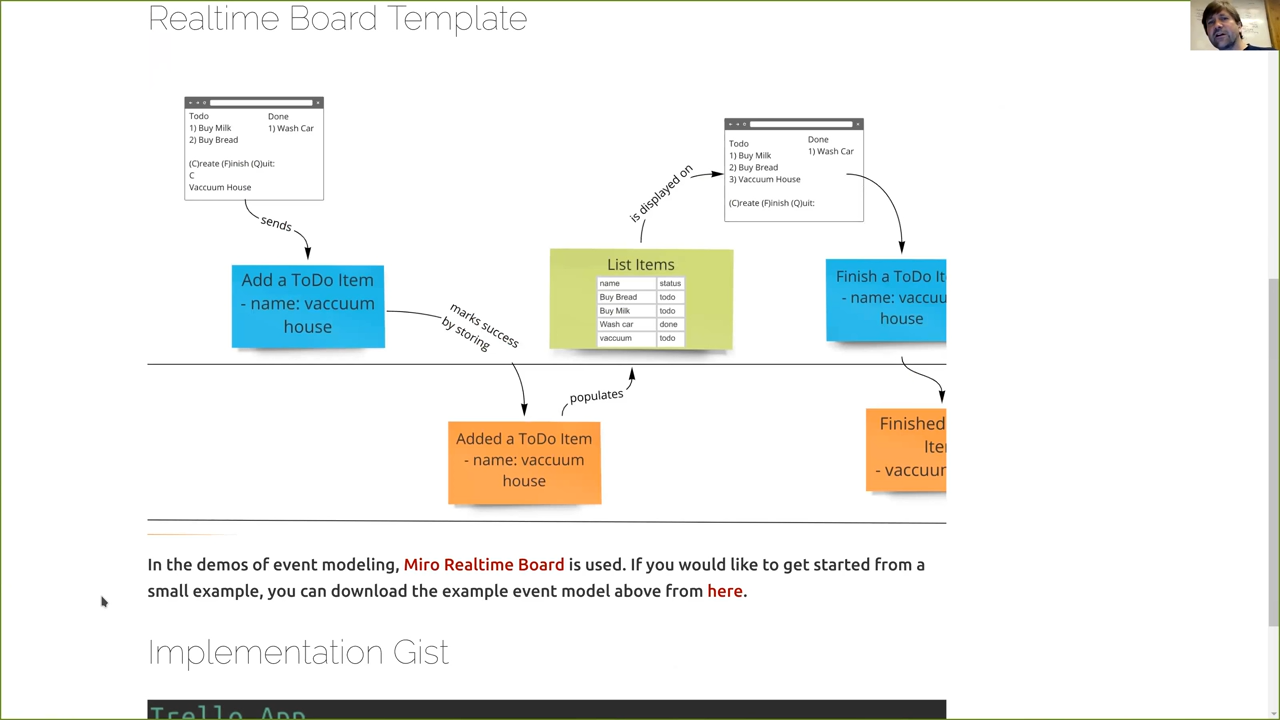 Realtime Board Template
Todo
Done
1) Buy Milk
1) Wash Car
2) Buy Bread
(C)reate (F)inish (Q)uit:
C
Vaccuum House
sends
Add a ToDo Item
- name: vaccuum
house
marks success
by storing
Added a ToDo Item
- name: vaccuum
house
populates
List Items
name status
Buy Bread todo
Buy Milk todo
Wash car done
vaccuum todo
is displayed on
Todo
Done
1) Buy Milk
1) Wash Car
2) Buy Bread
3) Vaccuum House
(C)reate (F)inish (Q)uit:
Finish a ToDo It
- name: vaccuu
house
Finished
Ite
- vaccuur
In the demos of event modeling, Miro Realtime Board is used. If you would like to get started from a
small example, you can download the example event model above from here.
Implementation Gist
Trello App